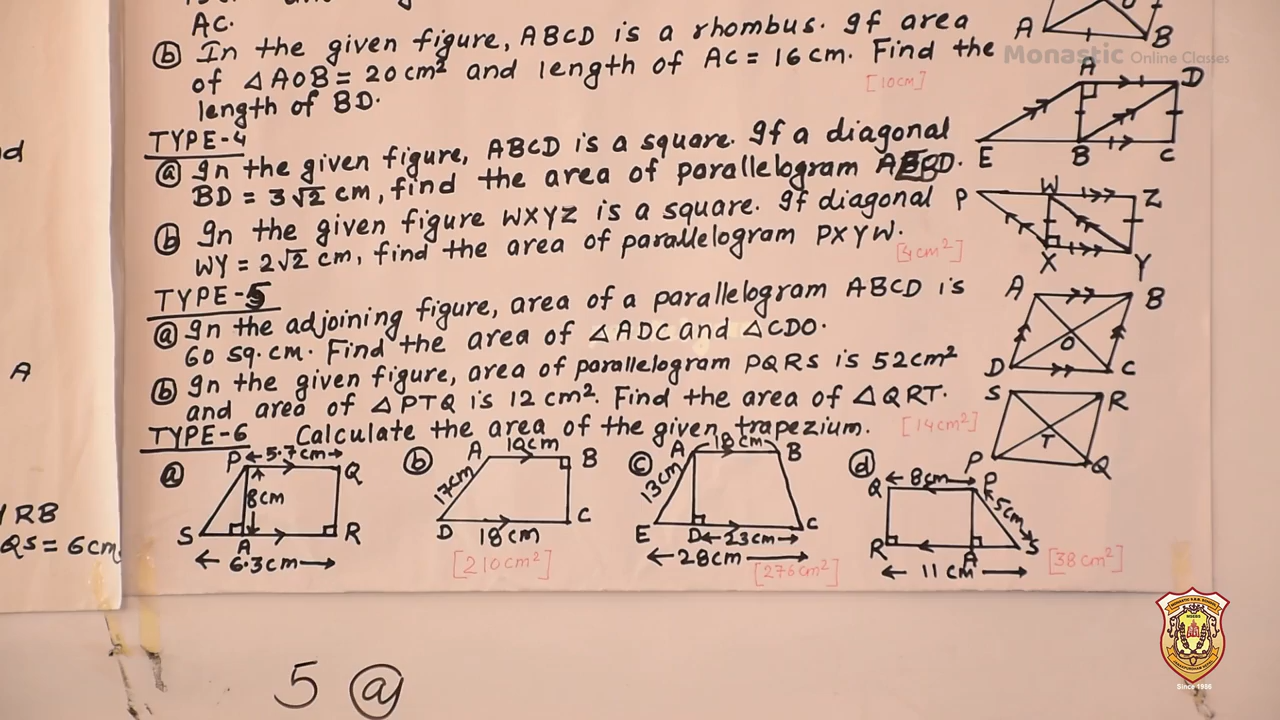 AC.
ⓑ In the given figure, ABCD is a rhombus. If area
of △AOB = 20 cm² and length of AC = 16 cm. Find the
length of BD.
[10cm]
A
B
Monastic Online Classes
TYPE-4
ⓐ In the given figure, ABCD is a square. If a diagonal
BD = 3√2 cm, find the area of parallelogram AEBD.
A D
E B C
ⓑ In the given figure WXYZ is a square. If diagonal
WY = 2√2 cm, find the area of parallelogram PXYW.
[4cm²]
P W Z
X Y
TYPE-5
ⓐ In the adjoining figure, area of a parallelogram ABCD is
60 sq. cm. Find the area of △ADC and △CDO.
A B
O
D C
ⓑ In the given figure, area of parallelogram PQRS is 52cm²
and area of △PTQ is 12 cm². Find the area of △QRT.
[14cm²]
S R
T
P Q
TYPE-6 Calculate the area of the given trapezium.
ⓐ P 5.7cm Q
8cm
S A R
6.3cm
ⓑ A 10cm B
17cm
D C
18cm
[210cm²]
ⓒ A 18cm B
13cm
E D 23cm C
28cm
[276cm²]
ⓓ Q 8cm P
5cm
R A S
11 cm
[38cm²]
d
A
RB
QS = 6cm
5 ⓐ
Since 1986